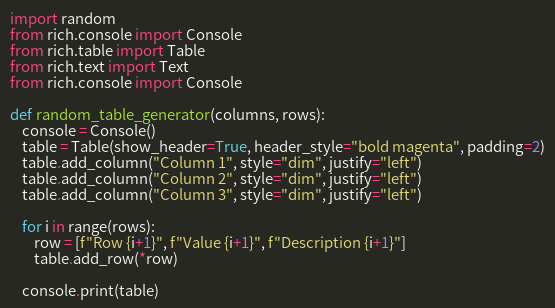 import random
from rich.console import Console
from rich.table import Table
from rich.text import Text
from rich.console import Console

def random_table_generator(columns, rows):
    console = Console()
    table = Table(show_header=True, header_style="bold magenta", padding=2)
    table.add_column("Column 1", style="dim", justify="left")
    table.add_column("Column 2", style="dim", justify="left")
    table.add_column("Column 3", style="dim", justify="left")

    for i in range(rows):
        row = [f"Row {i+1}", f"Value {i+1}", f"Description {i+1}"]
        table.add_row(*row)

    console.print(table)